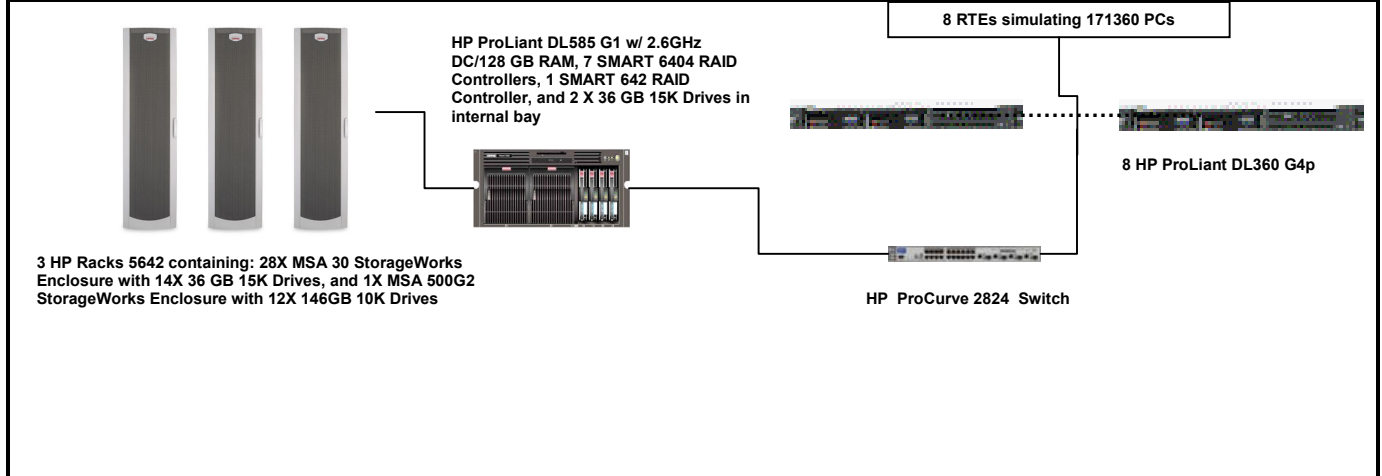 8 RTEs simulating 171360 PCs
HP ProLiant DL585 G1 w/ 2.6GHz
DC/128 GB RAM, 7 SMART 6404 RAID
Controllers, 1 SMART 642 RAID
Controller, and 2 X 36 GB 15K Drives in
internal bay
8 HP ProLiant DL360 G4p
3 HP Racks 5642 containing: 28X MSA 30 StorageWorks
Enclosure with 14X 36 GB 15K Drives, and 1X MSA 500G2
StorageWorks Enclosure with 12X 146GB 10K Drives
HP ProCurve 2824 Switch